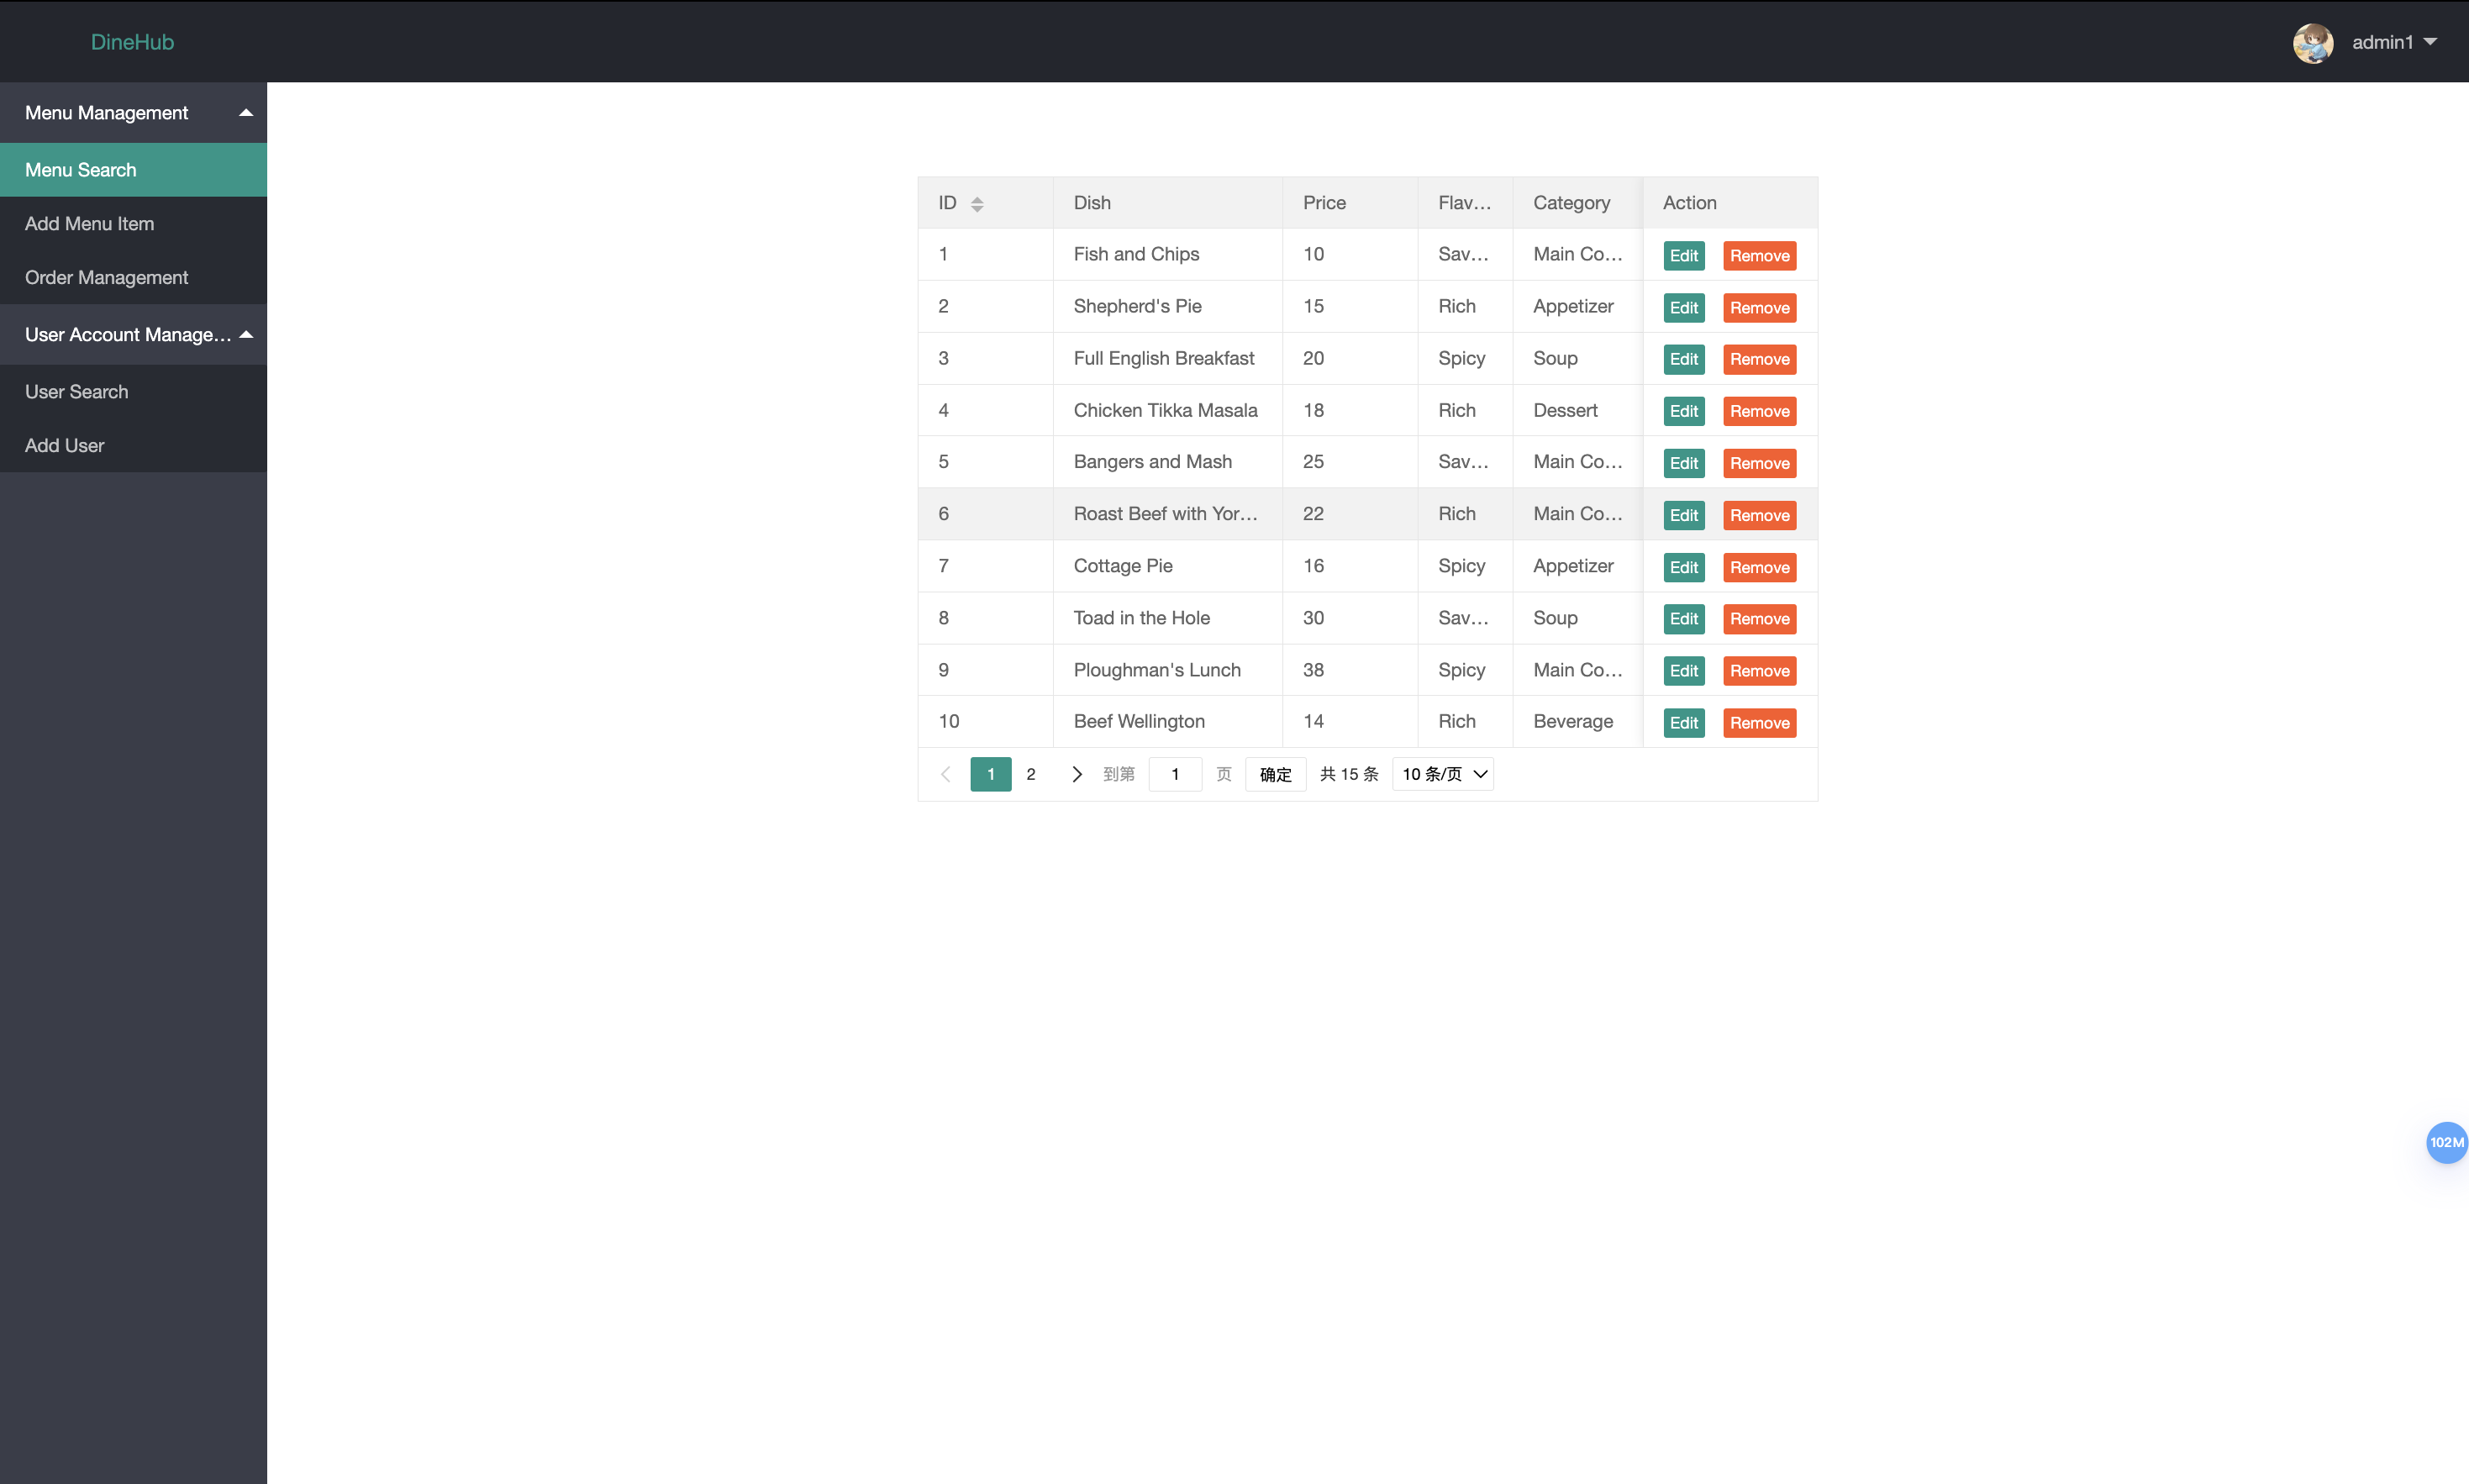 DineHub
admin1
Menu Management
Menu Search
Add Menu Item
Order Management
User Account Manage...
User Search
Add User
ID Dish Price Flav... Category Action
1 Fish and Chips 10 Sav... Main Co... Edit Remove
2 Shepherd's Pie 15 Rich Appetizer Edit Remove
3 Full English Breakfast 20 Spicy Soup Edit Remove
4 Chicken Tikka Masala 18 Rich Dessert Edit Remove
5 Bangers and Mash 25 Sav... Main Co... Edit Remove
6 Roast Beef with Yor... 22 Rich Main Co... Edit Remove
7 Cottage Pie 16 Spicy Appetizer Edit Remove
8 Toad in the Hole 30 Sav... Soup Edit Remove
9 Ploughman's Lunch 38 Spicy Main Co... Edit Remove
10 Beef Wellington 14 Rich Beverage Edit Remove
1 2 到第 1 页 确定 共 15 条 10 条/页
102M